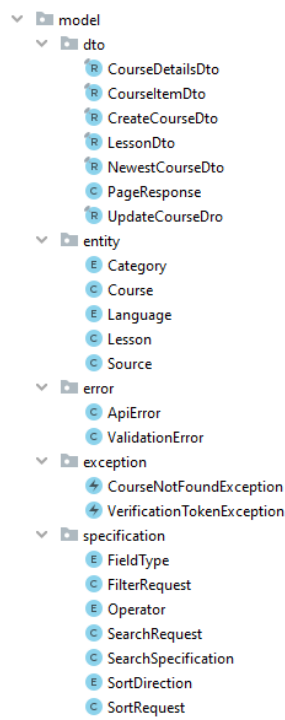 model
dto
R CourseDetailsDto
R CourseItemDto
R CreateCourseDto
R LessonDto
R NewestCourseDto
C PageResponse
R UpdateCourseDro
entity
E Category
C Course
E Language
C Lesson
C Source
error
C ApiError
C ValidationError
exception
CourseNotFoundException
VerificationTokenException
specification
E FieldType
C FilterRequest
E Operator
C SearchRequest
C SearchSpecification
E SortDirection
C SortRequest